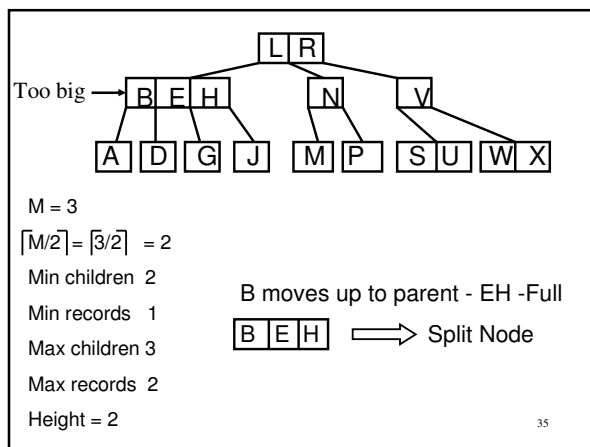 L R
Too big
B E H N V
A D G J M P S U W X
M = 3
⌈M/2⌉ = ⌈3/2⌉ = 2
Min children 2
Min records 1
Max children 3
Max records 2
Height = 2
B moves up to parent - EH -Full
B E H Split Node
35